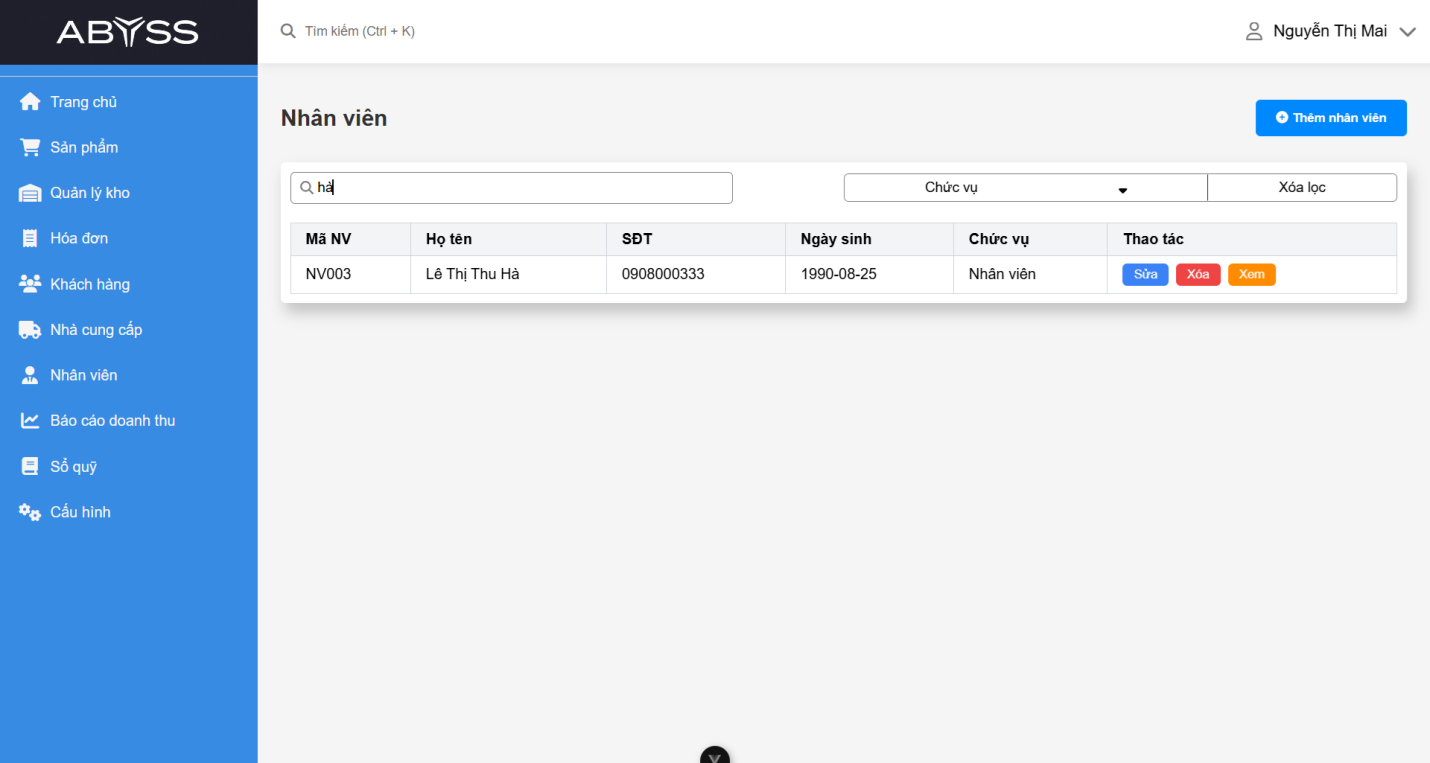 ABYSS
Tìm kiếm (Ctrl + K)
Nguyễn Thị Mai
Trang chủ
Sản phẩm
Quản lý kho
Hóa đơn
Khách hàng
Nhà cung cấp
Nhân viên
Báo cáo doanh thu
Sổ quỹ
Cấu hình
Nhân viên
Thêm nhân viên
hà
Chức vụ
Xóa lọc
Mã NV Họ tên SĐT Ngày sinh Chức vụ Thao tác
NV003 Lê Thị Thu Hà 0908000333 1990-08-25 Nhân viên Sửa Xóa Xem